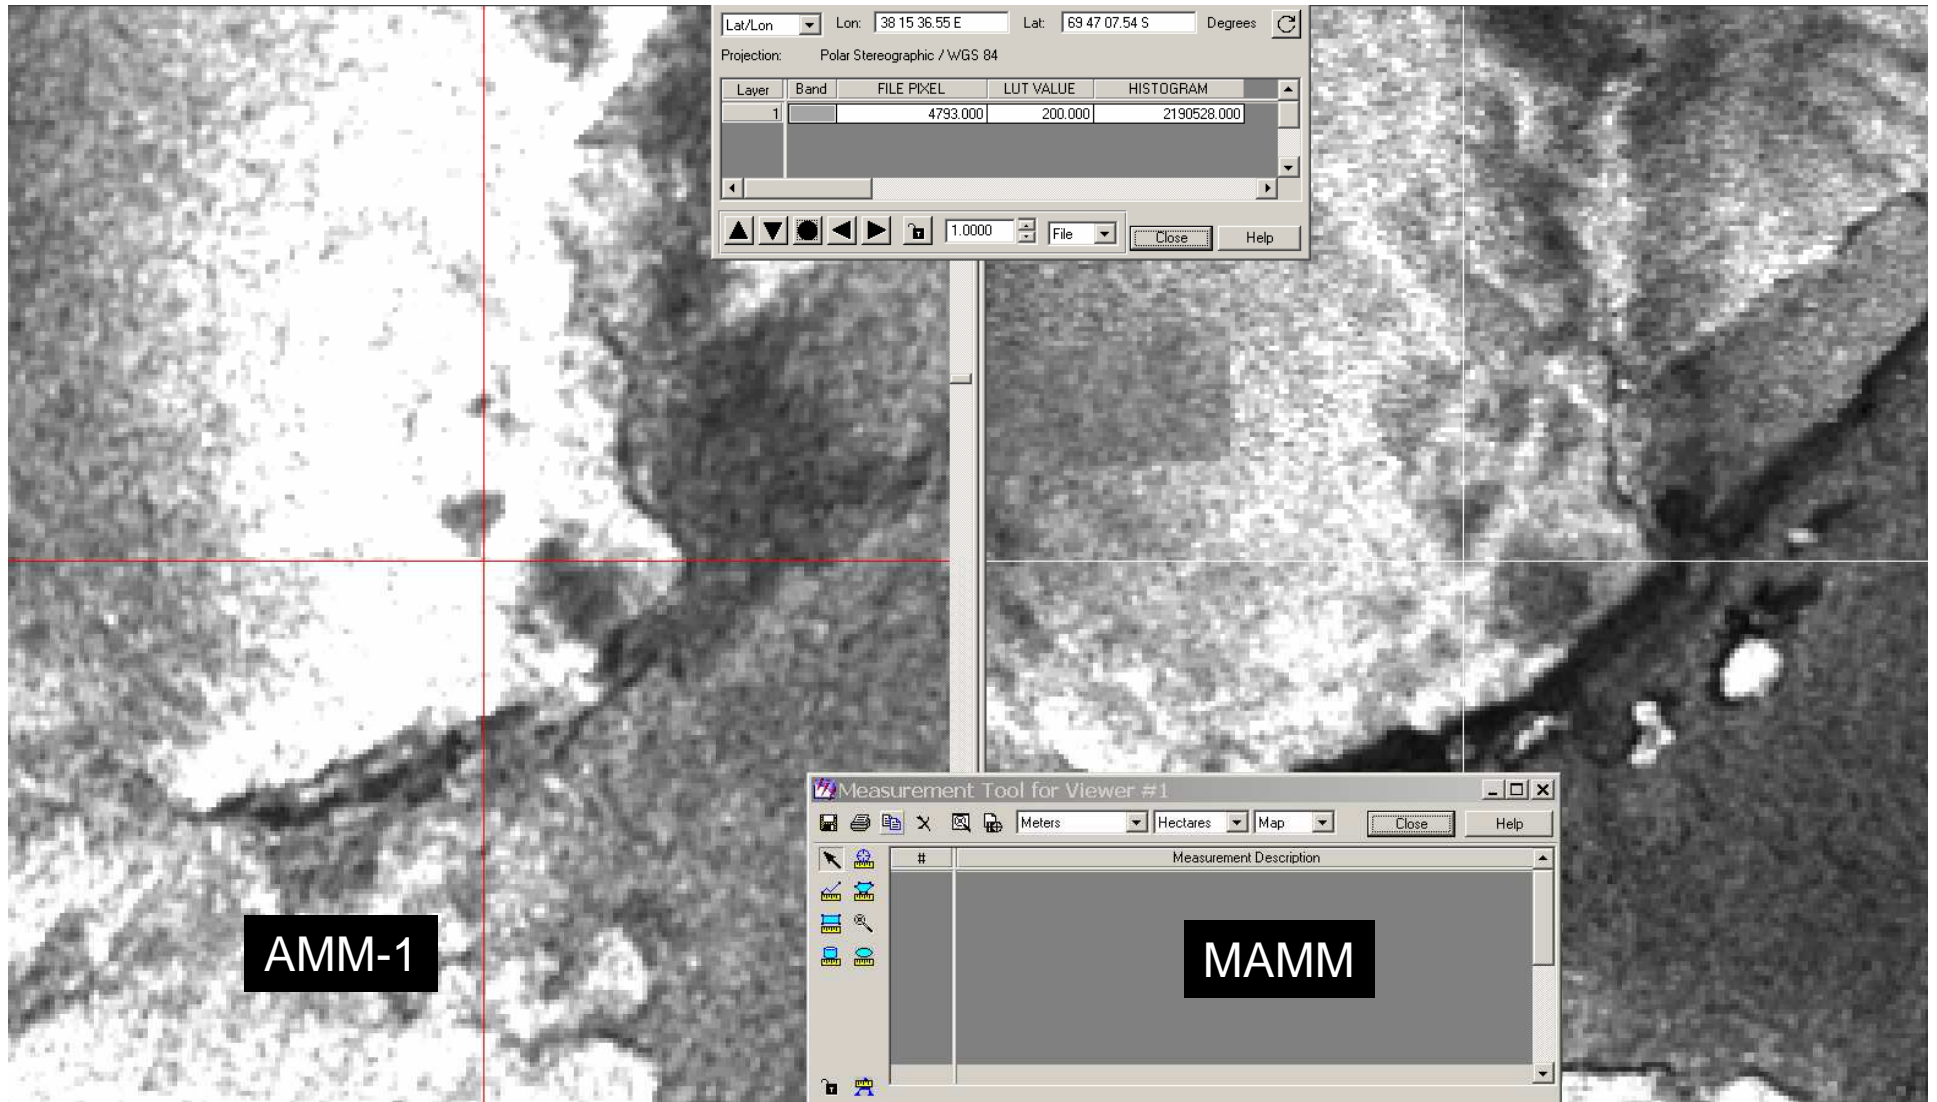 Lat/Lon Lon: 38 15 36.55 E Lat: 69 47 07.54 S Degrees
Projection: Polar Stereographic / WGS 84
Layer Band FILE PIXEL LUT VALUE HISTOGRAM
1 4793.000 200.000 2190528.000
1.0000 File Close Help
Measurement Tool for Viewer #1
Meters Hectares Map Close Help
# Measurement Description
AMM-1
MAMM